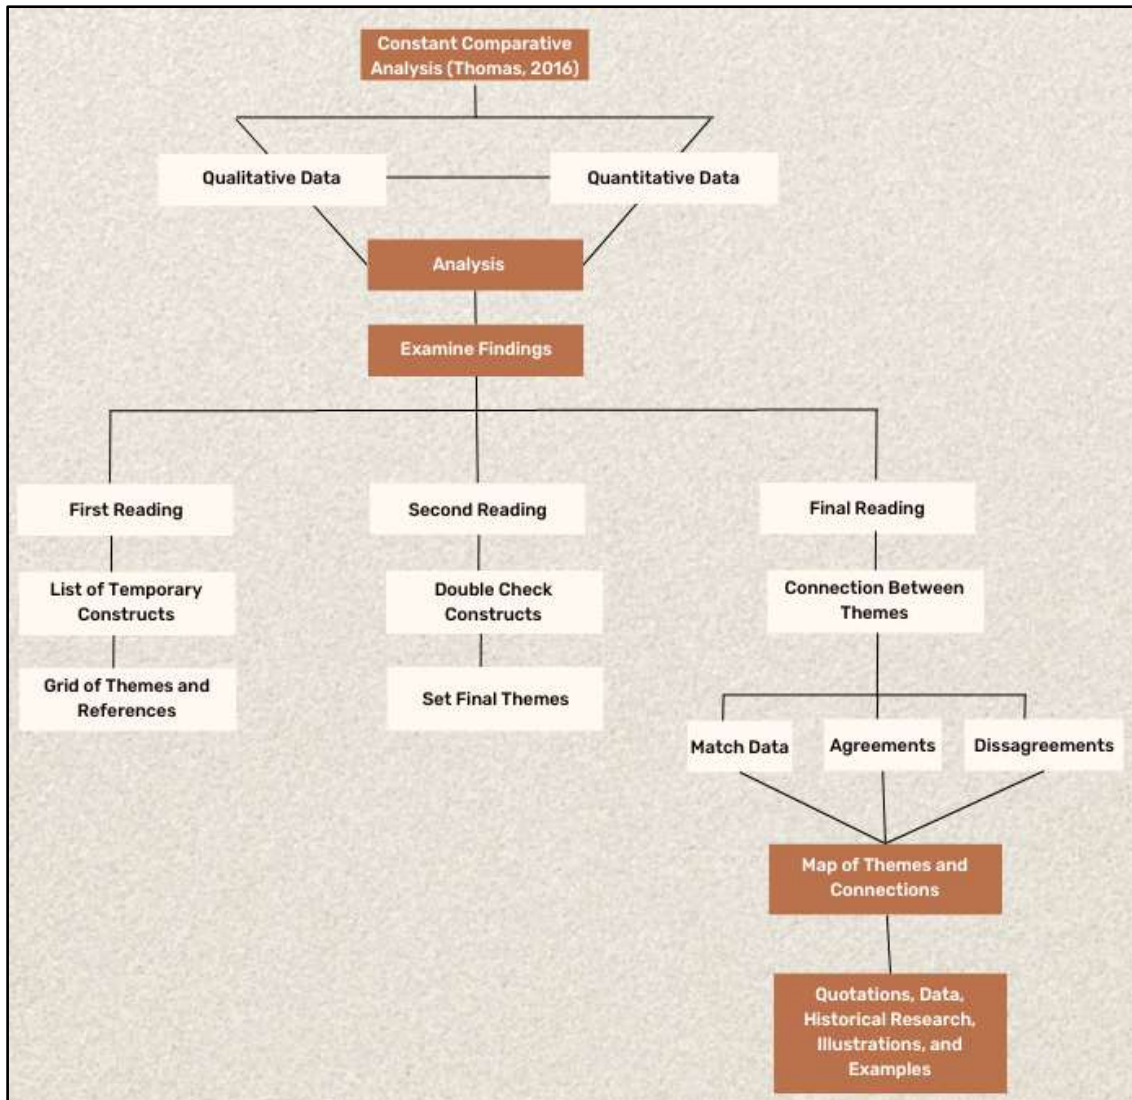 Constant Comparative
Analysis (Thomas, 2016)
Qualitative Data
Quantitative Data
Analysis
Examine Findings
First Reading
Second Reading
Final Reading
List of Temporary
Constructs
Double Check
Constructs
Connection Between
Themes
Grid of Themes and
References
Set Final Themes
Match Data
Agreements
Dissagreements
Map of Themes and
Connections
Quotations, Data,
Historical Research,
Illustrations, and
Examples